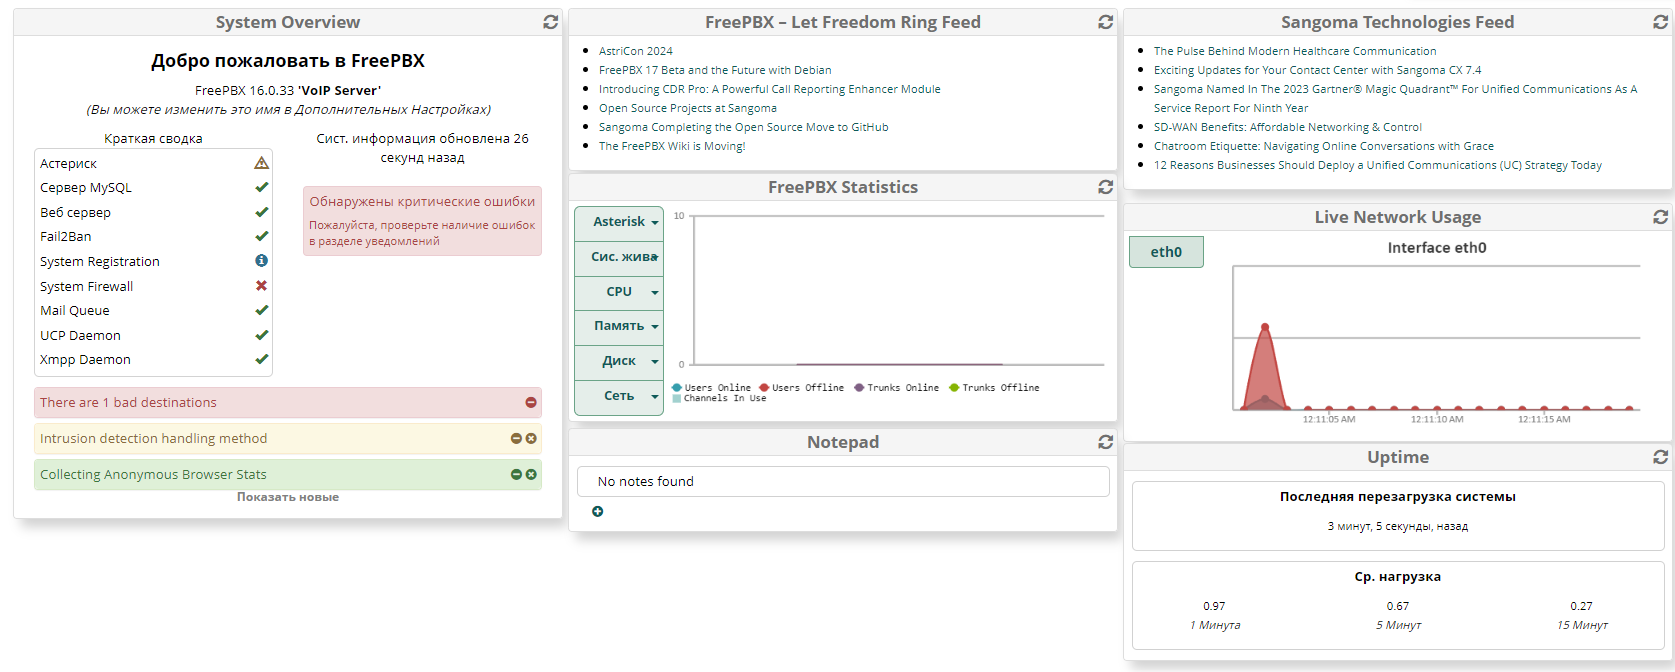 System Overview
Добро пожаловать в FreePBX
FreePBX 16.0.33 'VoIP Server'
(Вы можете изменить это имя в Дополнительных Настройках)
Краткая сводка
Астериск
Сервер MySQL
Веб сервер
Fail2Ban
System Registration
System Firewall
Mail Queue
UCP Daemon
Xmpp Daemon
Сист. информация обновлена 26
секунд назад
Обнаружены критические ошибки
Пожалуйста, проверьте наличие ошибок
в разделе уведомлений
There are 1 bad destinations
Intrusion detection handling method
Collecting Anonymous Browser Stats
Показать новые
FreePBX – Let Freedom Ring Feed
AstriCon 2024
FreePBX 17 Beta and the Future with Debian
Introducing CDR Pro: A Powerful Call Reporting Enhancer Module
Open Source Projects at Sangoma
Sangoma Completing the Open Source Move to GitHub
The FreePBX Wiki is Moving!
FreePBX Statistics
Asterisk
Сис. жива
CPU
Память
Диск
Сеть
10
0
Users Online Users Offline Trunks Online Trunks Offline
Channels In Use
Notepad
No notes found
Sangoma Technologies Feed
The Pulse Behind Modern Healthcare Communication
Exciting Updates for Your Contact Center with Sangoma CX 7.4
Sangoma Named In The 2023 Gartner® Magic Quadrant™ For Unified Communications As A
Service Report For Ninth Year
SD-WAN Benefits: Affordable Networking & Control
Chatroom Etiquette: Navigating Online Conversations with Grace
12 Reasons Businesses Should Deploy a Unified Communications (UC) Strategy Today
Live Network Usage
eth0
Interface eth0
12:11:05 AM 12:11:10 AM 12:11:15 AM
Uptime
Последняя перезагрузка системы
3 минут, 5 секунды, назад
Ср. нагрузка
0.97 0.67 0.27
1 Минута 5 Минут 15 Минут